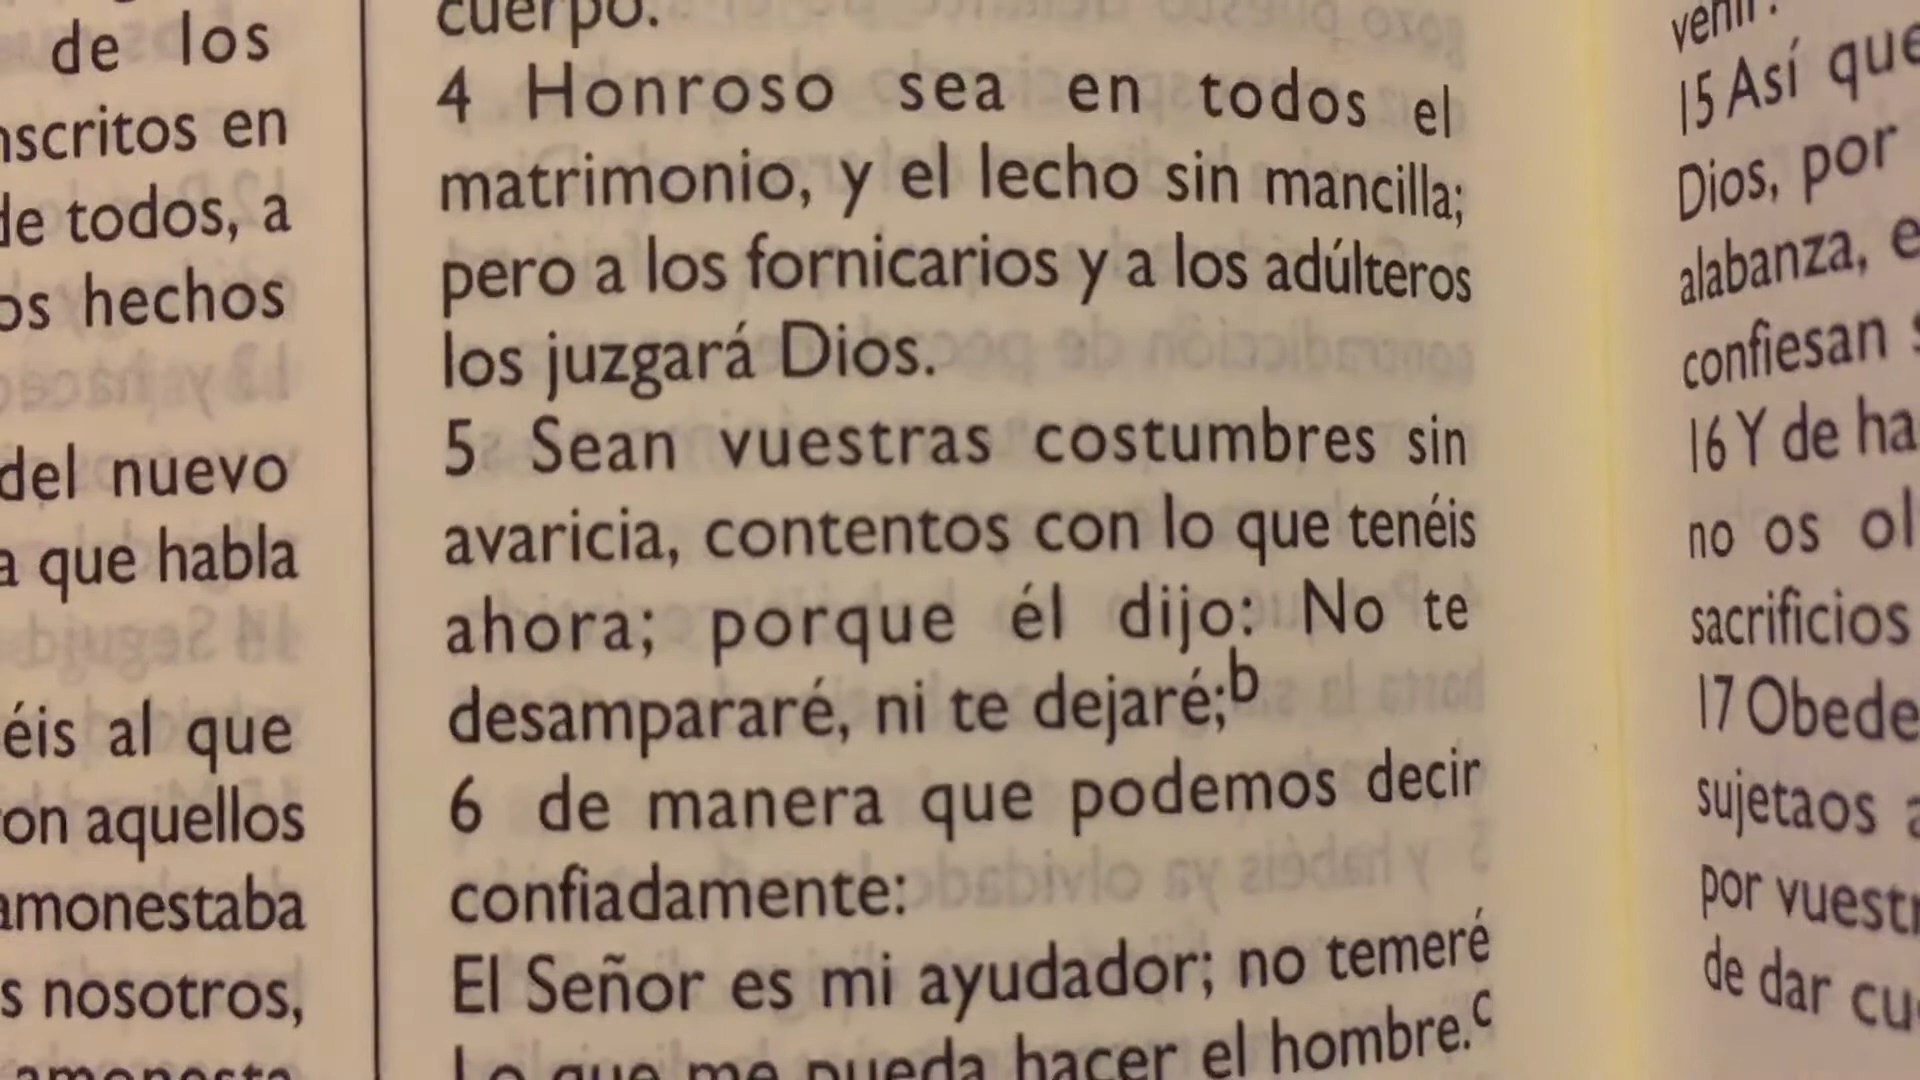 de los
en
de todos, a
hechos
del nuevo
a que habla
éis al que
aquellos
amonestaba
nosotros,
cuerpo.
4 Honroso sea en todos el
matrimonio, y el lecho sin mancilla;
pero a los fornicarios y a los adúlteros
los juzgará Dios.
5 Sean vuestras costumbres sin
avaricia, contentos con lo que tenéis
ahora; porque él dijo: No te
desampararé, ni te dejaré;b
6 de manera que podemos decir
confiadamente:
El Señor es mi ayudador; no temeré
Lo que me pueda hacer el hombre.c
15 Así que
Dios, por
alabanza, e
confiesan
16 Y de ha
no os ol
sacrificios
17 Obede
sujetaos a
por vuestr
de dar cu